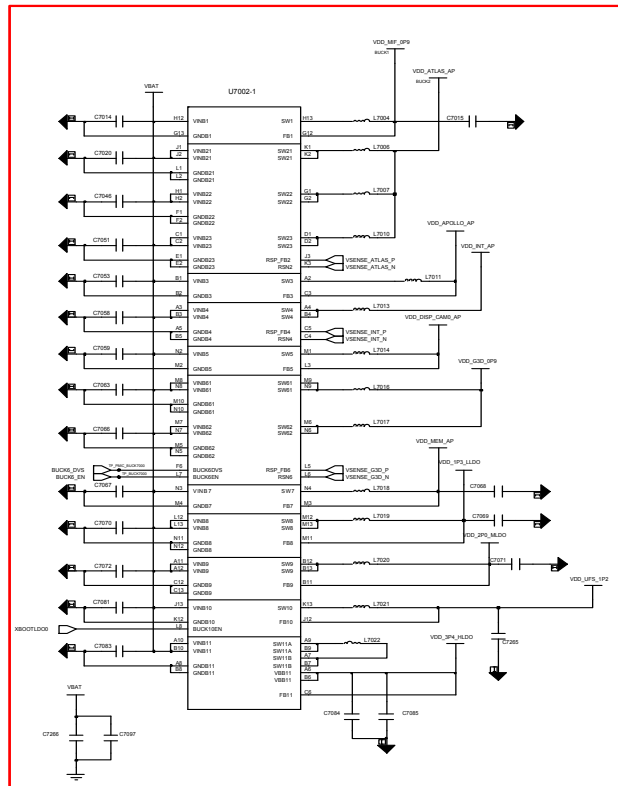 VDD_MIF_0P9
BUCK1
VDD_ATLAS_AP
BUCK2
VBAT
U7002-1
C7014 H12 VINB1 SW1 H13 L7004 C7015
G13 GNDB1 FB1 G12
C7020 J1 VINB21 SW21 K1 L7006
J2 VINB21 SW21 K2
L1 GNDB21
L2 GNDB21
C7046 H1 VINB22 SW22 G1 L7007
H2 VINB22 SW22 G2
F1 GNDB22
F2 GNDB22
C7051 C1 VINB23 SW23 D1 L7010
C2 VINB23 SW23 D2
VDD_APOLLO_AP
E1 GNDB23 RSP_FB2 J3 VSENSE_ATLAS_P
E2 GNDB23 RSN2 K3 VSENSE_ATLAS_N
VDD_INT_AP
C7053 B1 VINB3 SW3 A2 L7011
B2 GNDB3 FB3 C3
C7058 A3 VINB4 SW4 A4 L7013
B3 VINB4 SW4 B4
VDD_DISP_CAM0_AP
A5 GNDB4 RSP_FB4 C5 VSENSE_INT_P
B5 GNDB4 RSN4 C4 VSENSE_INT_N
C7059 N2 VINB5 SW5 M1 L7014
VDD_G3D_0P9
M2 GNDB5 FB5 L3
C7063 M8 VINB61 SW61 M9 L7016
N8 VINB61 SW61 N9
M10 GNDB61
N10 GNDB61
C7066 M7 VINB62 SW62 M6 L7017
N7 VINB62 SW62 N6
M5 GNDB62
N5 GNDB62
VDD_MEM_AP
BUCK6_DVS F6 BUCK6DVS RSP_FB6 L5 VSENSE_G3D_P
VDD_1P3_LLDO
BUCK6_EN L7 BUCK6EN RSN6 L6 VSENSE_G3D_N
C7067 N3 VINB7 SW7 N4 L7018 C7068
M4 GNDB7 FB7 M3
C7070 L12 VINB8 SW8 M12 L7019 C7069
L13 VINB8 SW8 M13
VDD_2P0_MLDO
N11 GNDB8 FB8 M11
N12 GNDB8
C7072 A11 VINB9 SW9 B12 L7020 C7071
A12 VINB9 SW9 B13
C12 GNDB9 FB9 B11
C13 GNDB9
VDD_UFS_1P2
C7081 J13 VINB10 SW10 K13 L7021
K12 GNDB10 FB10 J12
XBOOTLDO0 L8 BUCK10EN
C7265
VDD_3P4_HLDO
C7083 A10 VINB11 SW11A A9 L7022
B10 VINB11 SW11A B9
SW11B A7
A8 GNDB11 SW11B B7
B8 GNDB11 VBB11 A6
VBB11 B6
FB11 C6
VBAT
C7084 C7085
C7266 C7097